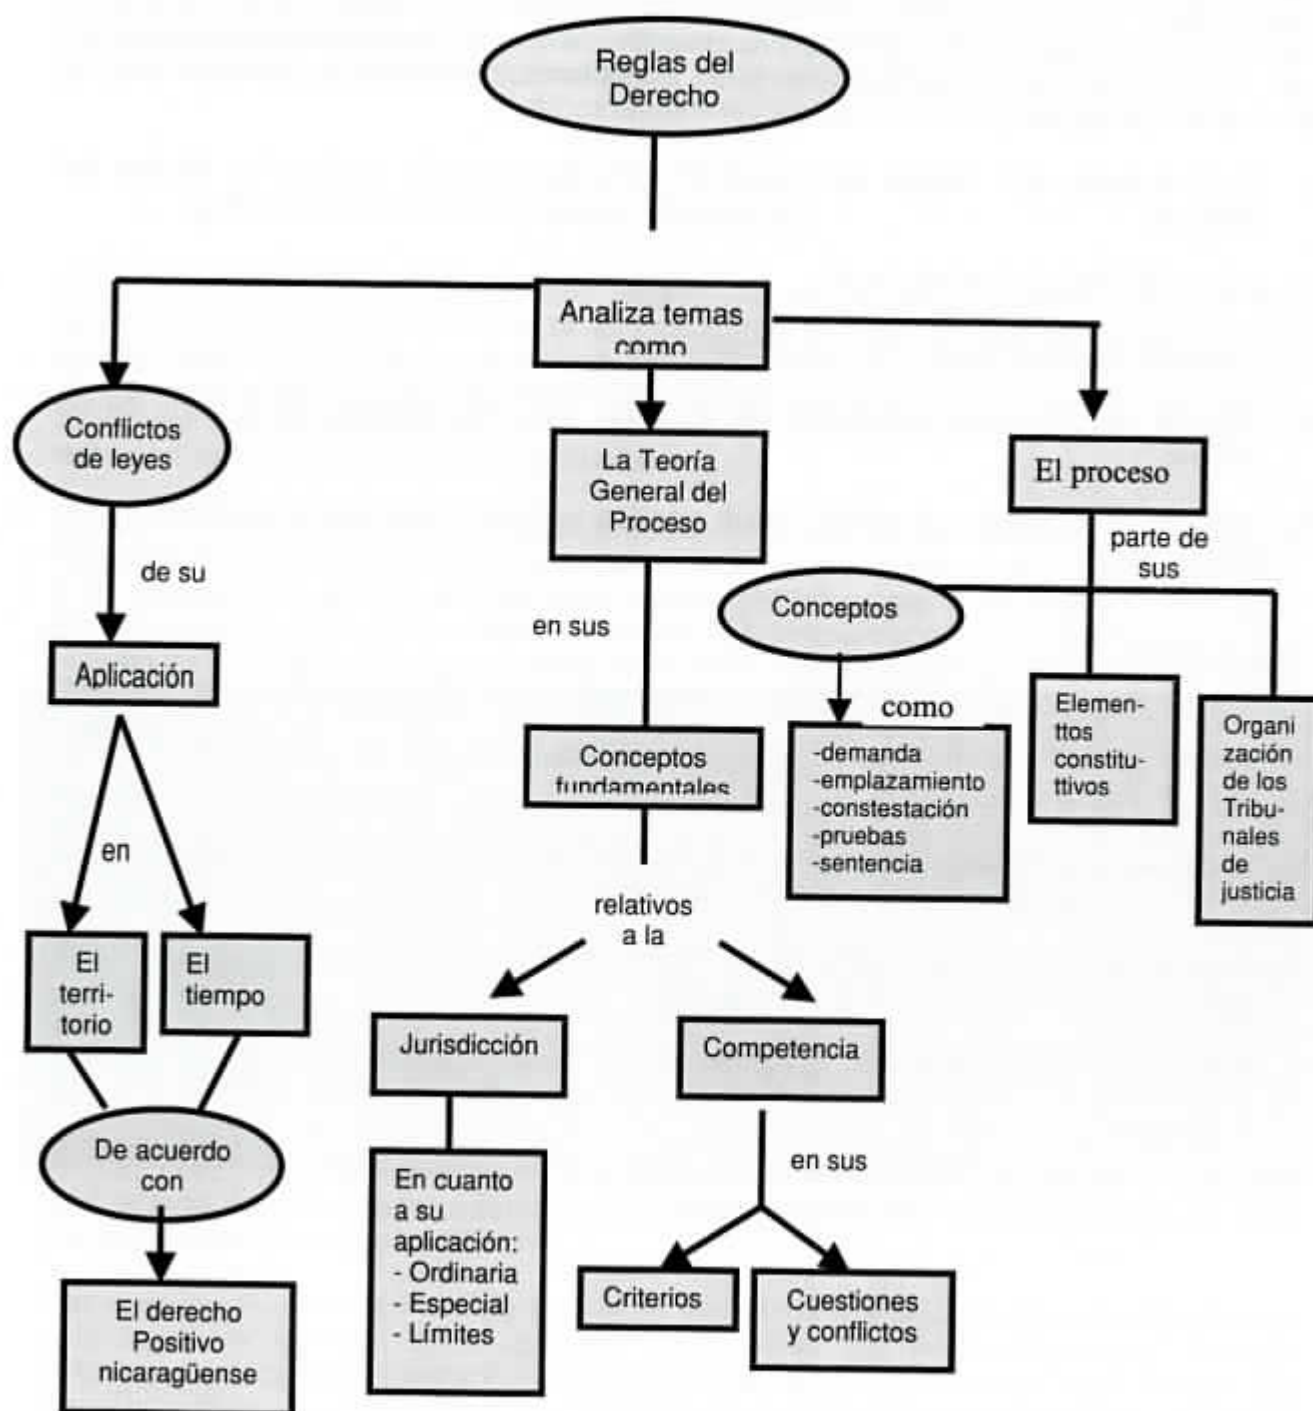 Reglas del
Derecho
Analiza temas
como
Conflictos
de leyes
La Teoría
General del
Proceso
El proceso
parte de
sus
de su
Conceptos
en sus
Aplicación
Elemen-
ttos
constitu-
ttivos
Organi
zación
de los
Tribu-
nales
de
justicia
como
-demanda
-emplazamiento
-constestación
-pruebas
-sentencia
Conceptos
fundamentales
en
relativos
a la
El
terri-
torio
El
tiempo
Jurisdicción
Competencia
De acuerdo
con
en sus
En cuanto
a su
aplicación:
- Ordinaria
- Especial
- Límites
Criterios
Cuestiones
y conflictos
El derecho
Positivo
nicaragüense